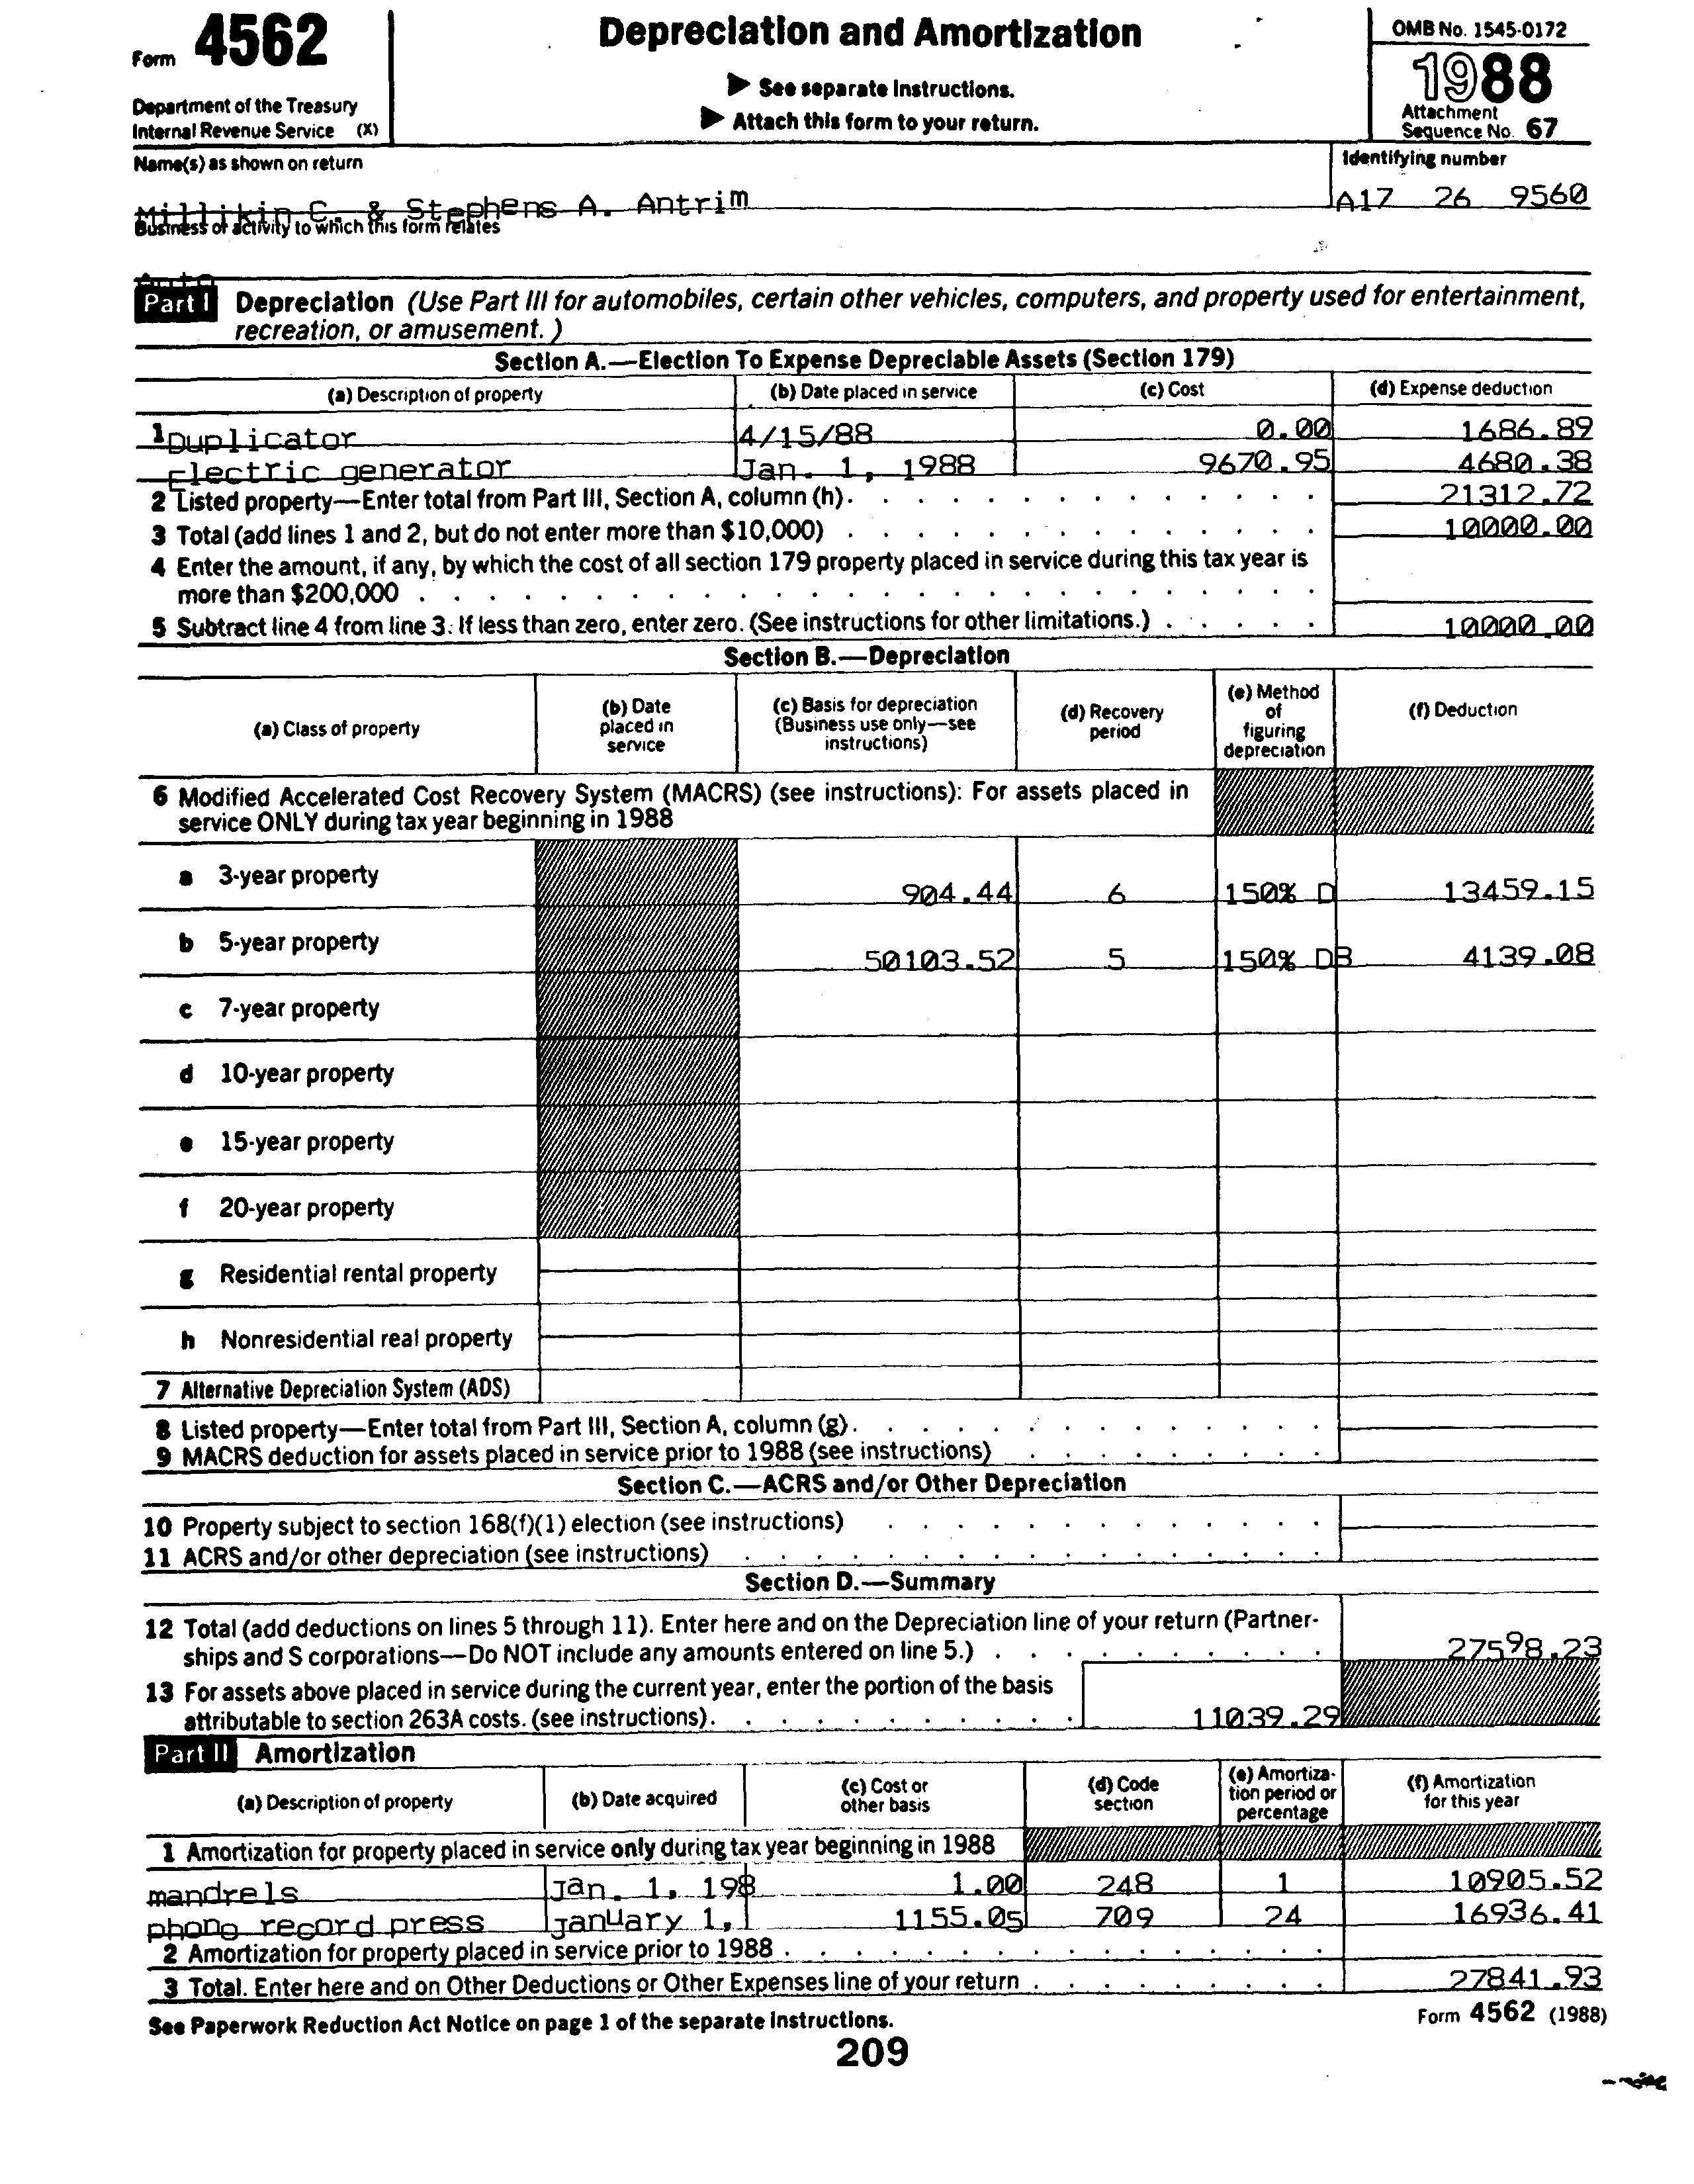 Form 4562
Department of the Treasury
Internal Revenue Service (X)
Depreciation and Amortization
▶ See separate Instructions.
▶ Attach this form to your return.
OMB No. 1545-0172
1988
Attachment
Sequence No. 67
Name(s) as shown on return
Identifying number
Millikin C. & Stephens A. Antrim
A17 26 9560
Business or activity to which this form relates
Part I Depreciation (Use Part III for automobiles, certain other vehicles, computers, and property used for entertainment,
recreation, or amusement.)
Section A.—Election To Expense Depreciable Assets (Section 179)
(a) Description of property (b) Date placed in service (c) Cost (d) Expense deduction
1 Duplicator 4/15/88 0.00 1686.89
Electric generator Jan. 1, 1988 9670.95 4680.38
2 Listed property—Enter total from Part III, Section A, column (h). 21312.72
3 Total (add lines 1 and 2, but do not enter more than $10,000) 10000.00
4 Enter the amount, if any, by which the cost of all section 179 property placed in service during this tax year is
more than $200,000
5 Subtract line 4 from line 3. If less than zero, enter zero. (See instructions for other limitations.) 10000.00
Section B.—Depreciation
(a) Class of property
(b) Date
placed in
service
(c) Basis for depreciation
(Business use only—see
instructions)
(d) Recovery
period
(e) Method
of
figuring
depreciation
(f) Deduction
6 Modified Accelerated Cost Recovery System (MACRS) (see instructions): For assets placed in
service ONLY during tax year beginning in 1988
a 3-year property 904.44 6 150% D 13459.15
b 5-year property 50103.52 5 150% DB 4139.08
c 7-year property
d 10-year property
e 15-year property
f 20-year property
g Residential rental property
h Nonresidential real property
7 Alternative Depreciation System (ADS)
8 Listed property—Enter total from Part III, Section A, column (g).
9 MACRS deduction for assets placed in service prior to 1988 (see instructions)
Section C.—ACRS and/or Other Depreciation
10 Property subject to section 168(f)(1) election (see instructions)
11 ACRS and/or other depreciation (see instructions)
Section D.—Summary
12 Total (add deductions on lines 5 through 11). Enter here and on the Depreciation line of your return (Partner-
ships and S corporations—Do NOT include any amounts entered on line 5.) 27598.23
13 For assets above placed in service during the current year, enter the portion of the basis
attributable to section 263A costs. (see instructions). 11039.29
Part II Amortization
(a) Description of property
(b) Date acquired
(c) Cost or
other basis
(d) Code
section
(e) Amortiza-
tion period or
percentage
(f) Amortization
for this year
1 Amortization for property placed in service only during tax year beginning in 1988
mandrels Jan. 1, 198 1.00 248 1 10905.52
phono record press January 1, 1155.05 709 24 16936.41
2 Amortization for property placed in service prior to 1988
3 Total. Enter here and on Other Deductions or Other Expenses line of your return 27841.93
See Paperwork Reduction Act Notice on page 1 of the separate Instructions.
Form 4562 (1988)
209